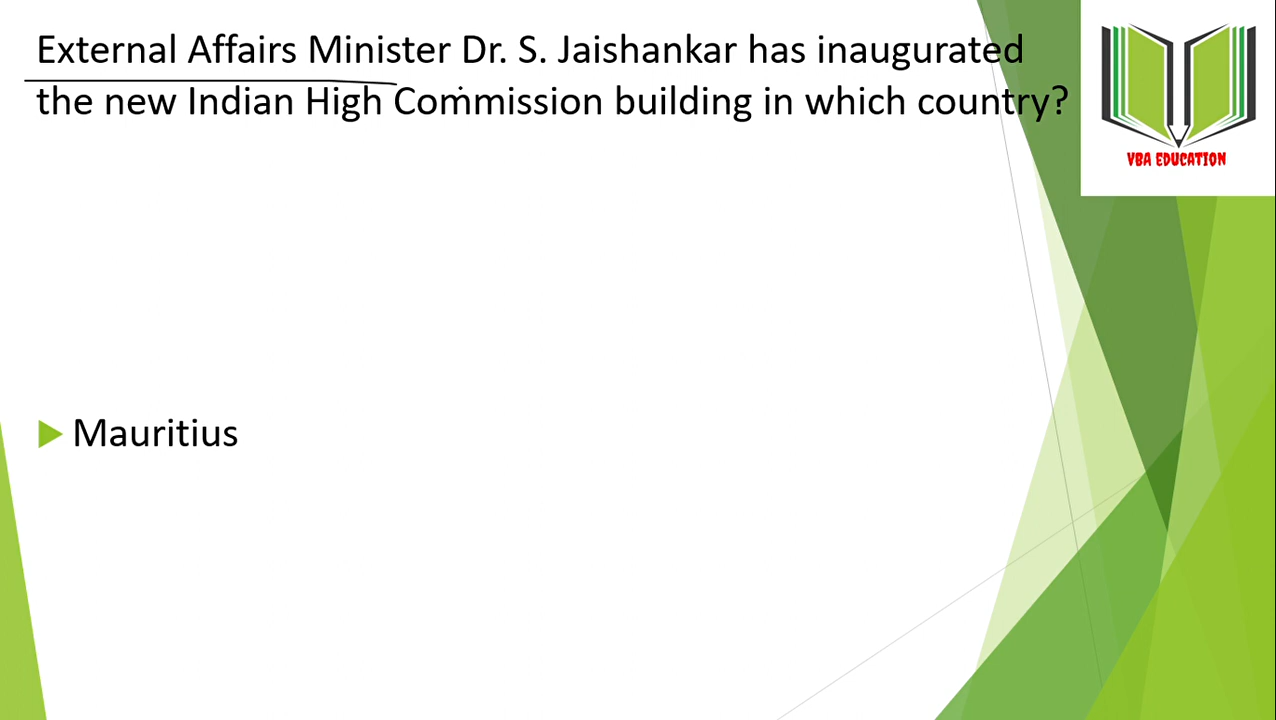 External Affairs Minister Dr. S. Jaishankar has inaugurated
the new Indian High Commission building in which country?
VBA EDUCATION
Mauritius